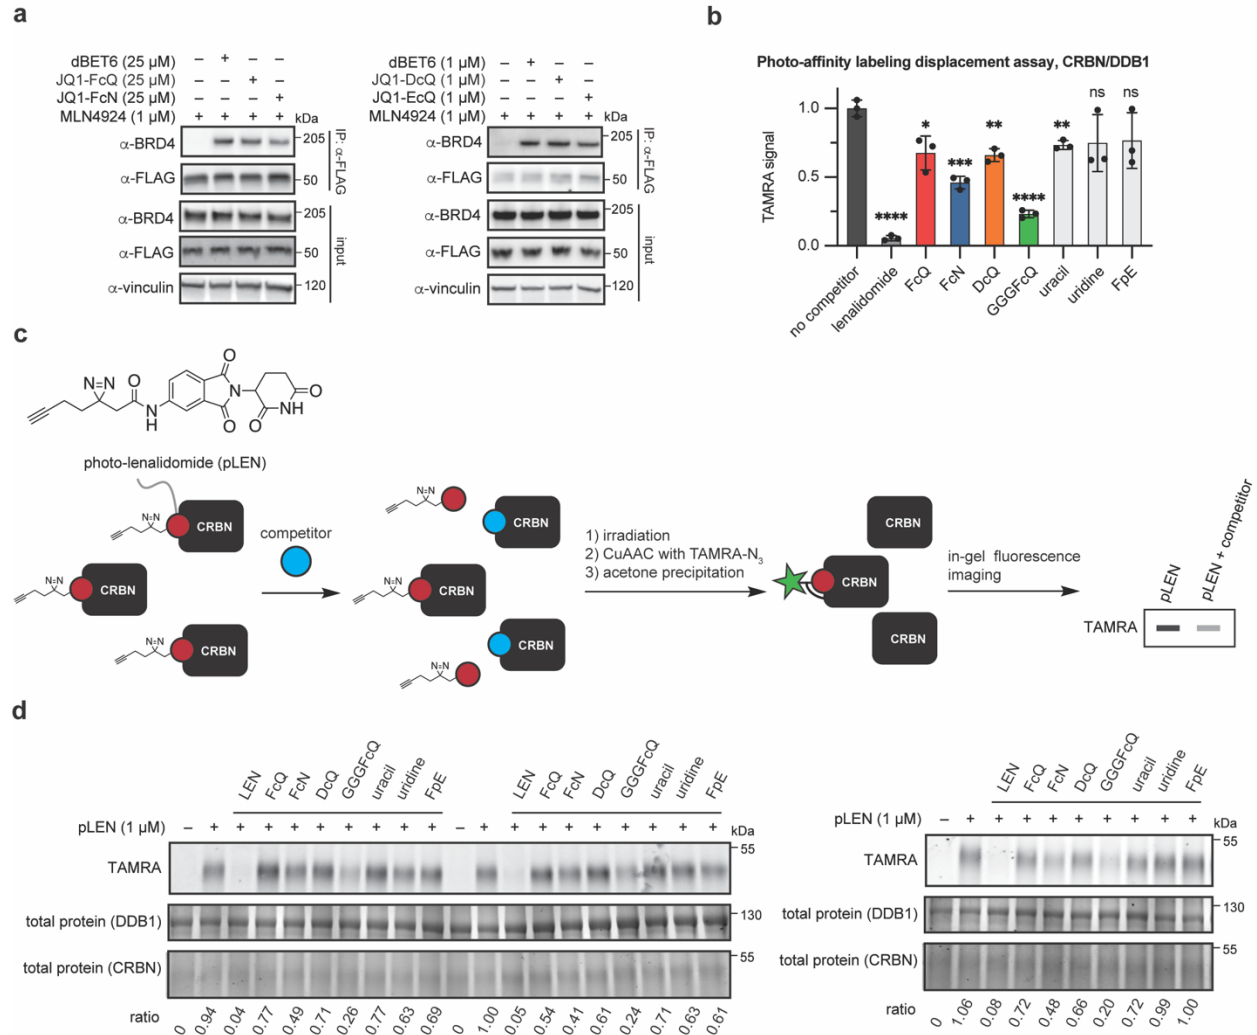 a
dBET6 (25 µM) – + – –
JQ1-FcQ (25 µM) – – + –
JQ1-FcN (25 µM) – – – +
MLN4924 (1 µM) + + + + kDa
α-BRD4 205
α-FLAG 50
IP: α-FLAG
α-BRD4 205
α-FLAG 50
α-vinculin 120
input
dBET6 (1 µM) – + – –
JQ1-DcQ (1 µM) – – + –
JQ1-EcQ (1 µM) – – – +
MLN4924 (1 µM) + + + + kDa
α-BRD4 205
α-FLAG 50
IP: α-FLAG
α-BRD4 205
α-FLAG 50
α-vinculin 120
input
b
Photo-affinity labeling displacement assay, CRBN/DDB1
TAMRA signal
1.0
0.5
0.0
**** * *** ** **** ** ns ns
no competitor
lenalidomide
FcQ
FcN
DcQ
GGGFcQ
uracil
uridine
FpE
c
N=N
O
N
H
O
O
N
O
NH
O
photo-lenalidomide (pLEN)
N=N CRBN
N=N CRBN
N=N CRBN
competitor
N=N
CRBN
N=N CRBN
CRBN
N=N
1) irradiation
2) CuAAC with TAMRA-N3
3) acetone precipitation
CRBN
CRBN
CRBN
in-gel fluorescence
imaging
pLEN
pLEN + competitor
TAMRA
d
LEN FcQ FcN DcQ GGGFcQ uracil uridine FpE LEN FcQ FcN DcQ GGGFcQ uracil uridine FpE
pLEN (1 µM) – + + + + + + + + + – + + + + + + + + + kDa
TAMRA 55
total protein (DDB1) 130
total protein (CRBN) 55
ratio 0 0.94 0.04 0.77 0.49 0.71 0.26 0.77 0.63 0.69 0 1.00 0.05 0.54 0.41 0.61 0.24 0.71 0.63 0.61
LEN FcQ FcN DcQ GGGFcQ uracil uridine FpE
pLEN (1 µM) – + + + + + + + + + kDa
TAMRA 55
total protein (DDB1) 130
total protein (CRBN) 55
ratio 0 1.06 0.08 0.72 0.48 0.66 0.20 0.72 0.99 1.00